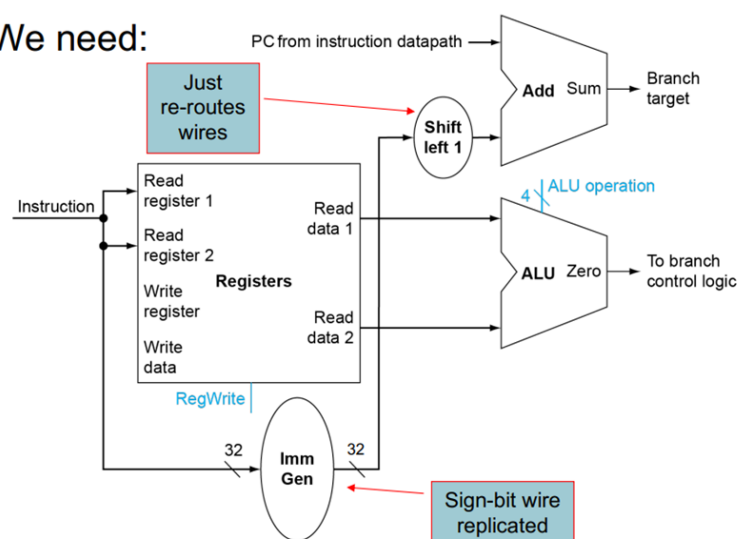 We need:
PC from instruction datapath
Just
re-routes
wires
Add Sum
Branch
target
Shift
left 1
Instruction
Read
register 1
Read
register 2
Write
register
Write
data
Registers
Read
data 1
Read
data 2
RegWrite
4
ALU operation
ALU Zero
To branch
control logic
32
Imm
Gen
32
Sign-bit wire
replicated